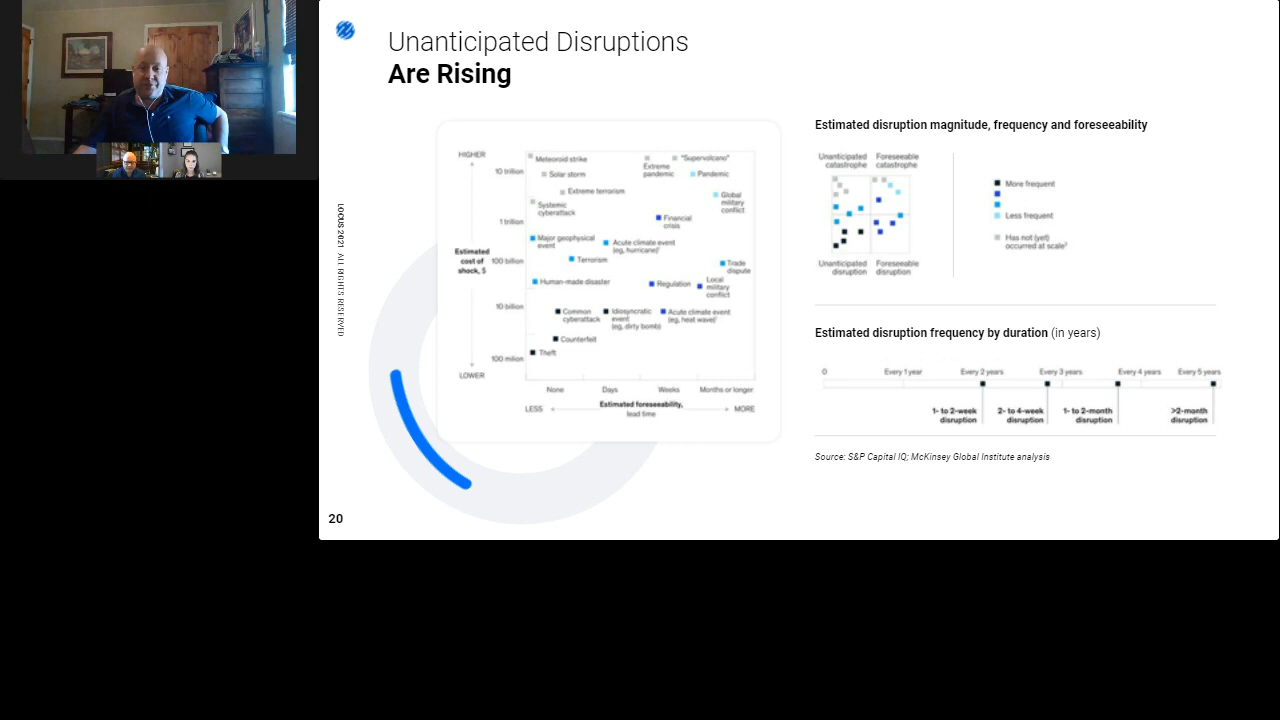 Unanticipated Disruptions
Are Rising
LOCUS 2021 ALL RIGHTS RESERVED
HIGHER
10 trillion
1 trillion
Estimated
cost of
shock, $
100 billion
10 billion
100 million
LOWER
Meteoroid strike
Solar storm
Extreme terrorism
Systemic
cyberattack
Extreme
pandemic
"Supervolcano"
Pandemic
Global
military
conflict
Financial
crisis
Major geophysical
event
Acute climate event
(eg, hurricane)¹
Terrorism
Trade
dispute
Human-made disaster
Regulation
Local
military
conflict
Common
cyberattack
Idiosyncratic
event
(eg, dirty bomb)
Acute climate event
(eg, heat wave)¹
Counterfeit
Theft
None
Days
Weeks
Months or longer
LESS
Estimated foreseeability,
lead time
MORE
Estimated disruption magnitude, frequency and foreseeability
Unanticipated
catastrophe
Foreseeable
catastrophe
Unanticipated
disruption
Foreseeable
disruption
More frequent
Less frequent
Has not (yet)
occurred at scale²
Estimated disruption frequency by duration (in years)
0
Every 1 year
Every 2 years
Every 3 years
Every 4 years
Every 5 years
1- to 2-week
disruption
2- to 4-week
disruption
1- to 2-month
disruption
>2-month
disruption
Source: S&P Capital IQ; McKinsey Global Institute analysis
20